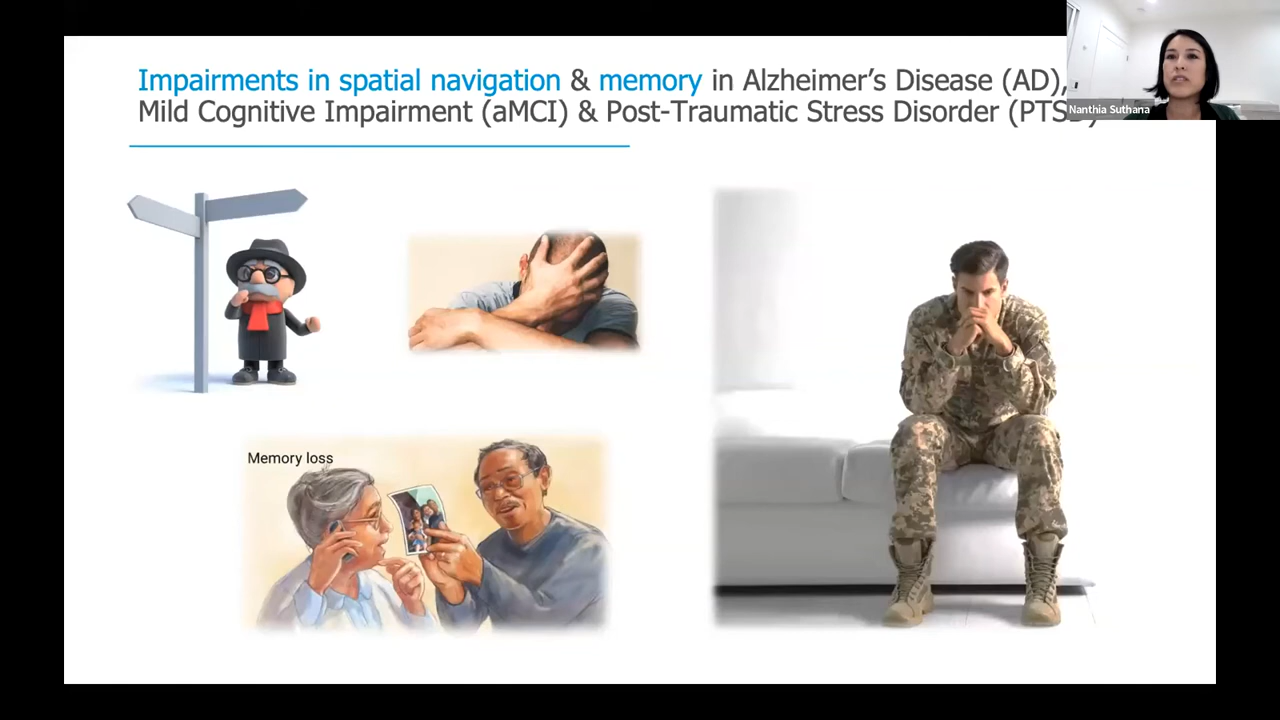 Impairments in spatial navigation & memory in Alzheimer’s Disease (AD),
Mild Cognitive Impairment (aMCI) & Post-Traumatic Stress Disorder (PTSD)
Nanthia Suthana
Memory loss